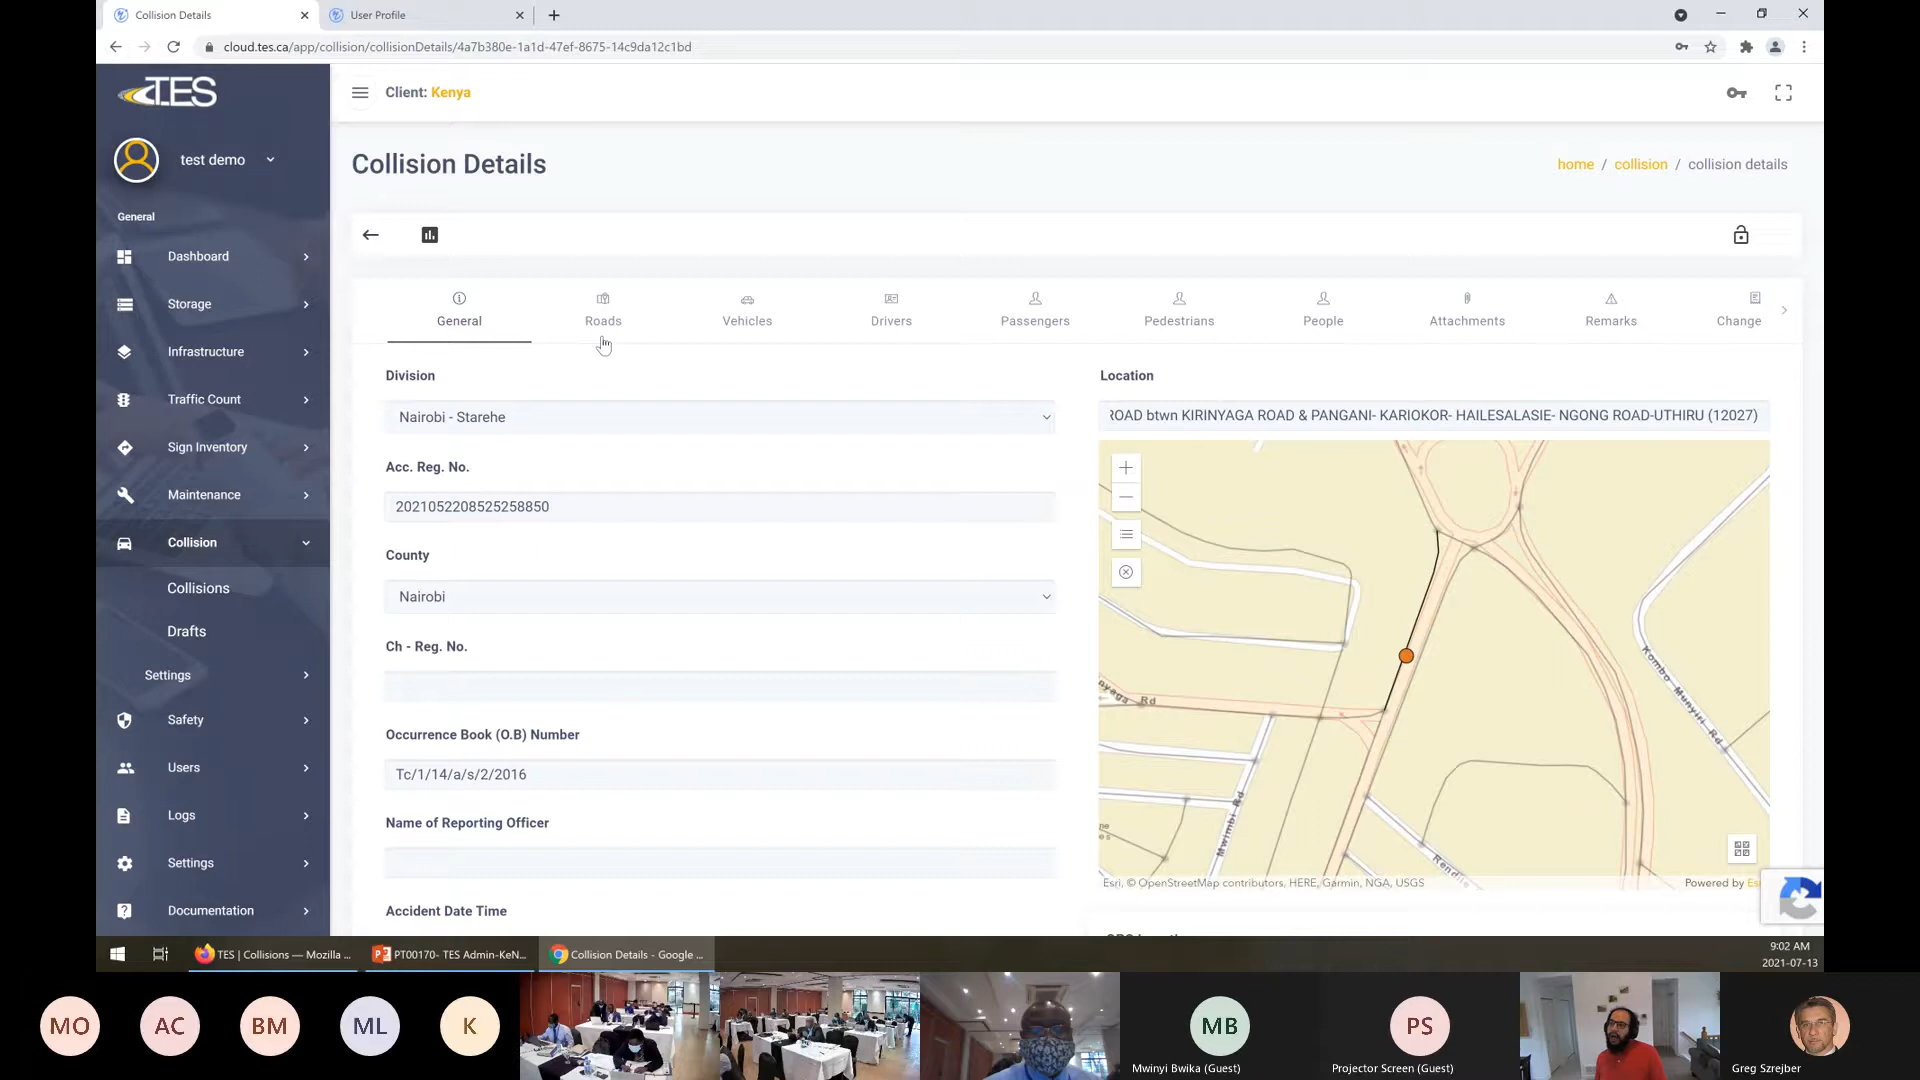 Collision Details
User Profile
cloud.tes.ca/app/collision/collisionDetails/4a7b380e-1a1d-47ef-8675-14c9da12c1bd
TES
Client: Kenya
test demo
Collision Details
home / collision / collision details
General
Dashboard
Storage
Infrastructure
Traffic Count
Sign Inventory
Maintenance
Collision
Collisions
Drafts
Settings
Safety
Users
Logs
Settings
Documentation
General
Roads
Vehicles
Drivers
Passengers
Pedestrians
People
Attachments
Remarks
Change
Division
Nairobi - Starehe
Acc. Reg. No.
2021052208525258850
County
Nairobi
Ch - Reg. No.
Occurrence Book (O.B) Number
Tc/1/14/a/s/2/2016
Name of Reporting Officer
Accident Date Time
Location
ROAD btwn KIRINYAGA ROAD & PANGANI- KARIOKOR- HAILESALASIE- NGONG ROAD-UTHIRU (12027)
nyaga Rd
Kombo Munyiri Rd
Mwimbi Rd
Rendile
Esri, © OpenStreetMap contributors, HERE, Garmin, NGA, USGS
Powered by Es
TES | Collisions — Mozilla ...
PT00170- TES Admin-KeN...
Collision Details - Google ...
9:02 AM
2021-07-13
MO
AC
BM
ML
K
MB
Mwinyi Bwika (Guest)
PS
Projector Screen (Guest)
Greg Szrejber